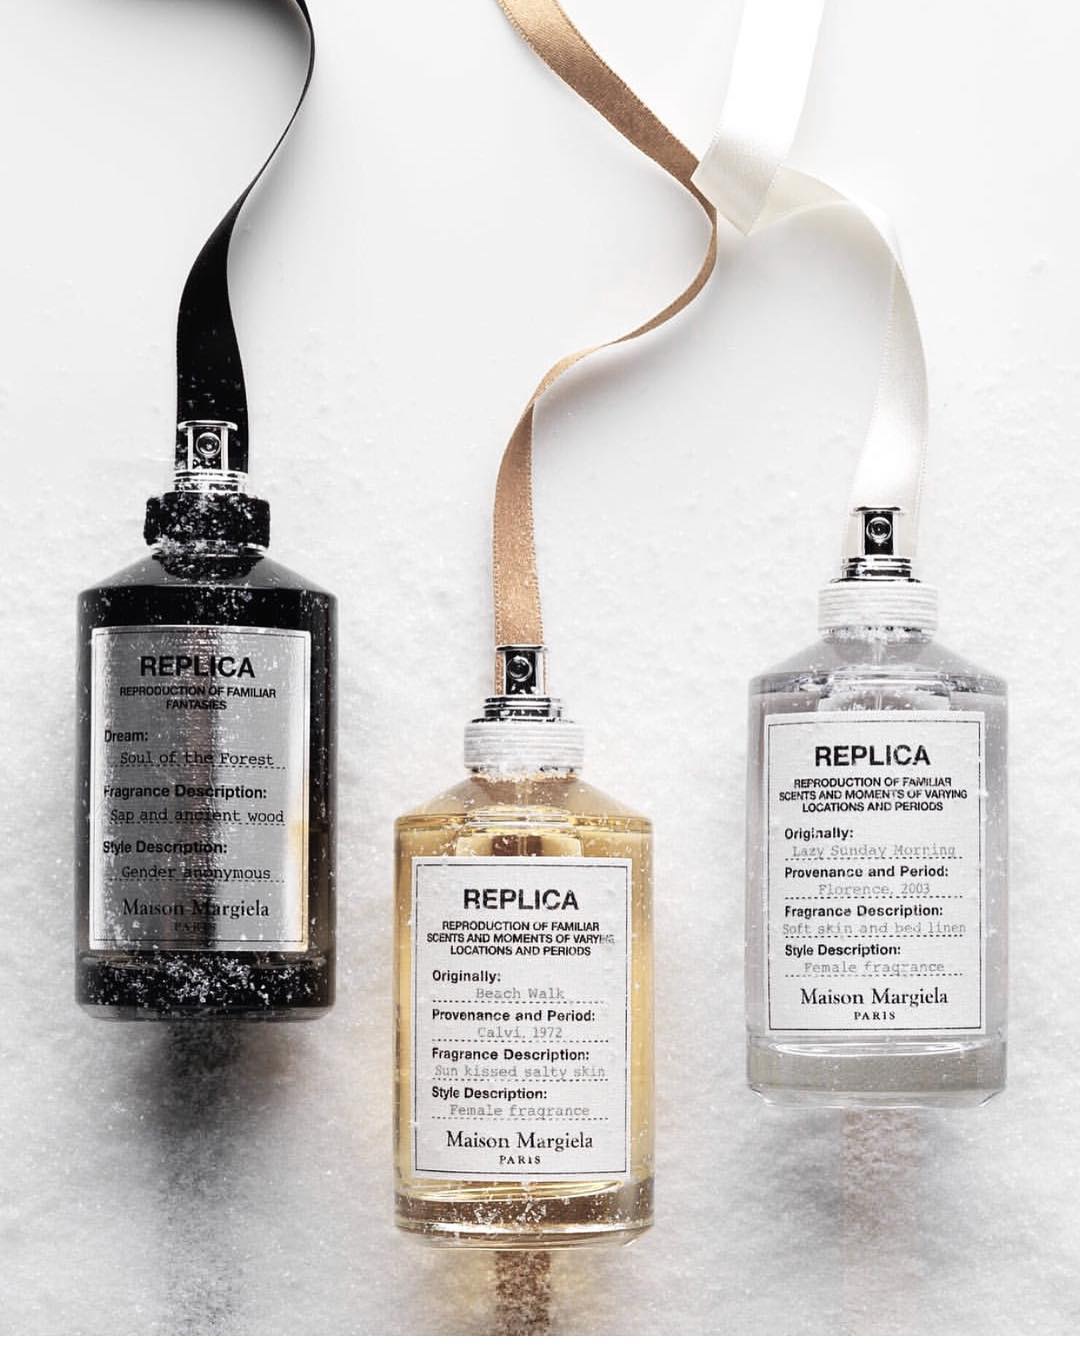 REPLICA
REPRODUCTION OF FAMILIAR
FANTASIES
Dream:
Soul of the Forest
Fragrance Description:
Sap and ancient wood
Style Description:
Gender anonymous
Maison Margiela
PARIS
REPLICA
REPRODUCTION OF FAMILIAR
SCENTS AND MOMENTS OF VARYING
LOCATIONS AND PERIODS
Originally:
Beach Walk
Provenance and Period:
Calvi, 1972
Fragrance Description:
Sun kissed salty skin
Style Description:
Female fragrance
Maison Margiela
PARIS
REPLICA
REPRODUCTION OF FAMILIAR
SCENTS AND MOMENTS OF VARYING
LOCATIONS AND PERIODS
Originally:
Lazy Sunday Morning
Provenance and Period:
Florence, 2003
Fragrance Description:
Soft skin and bed linen
Style Description:
Female fragrance
Maison Margiela
PARIS